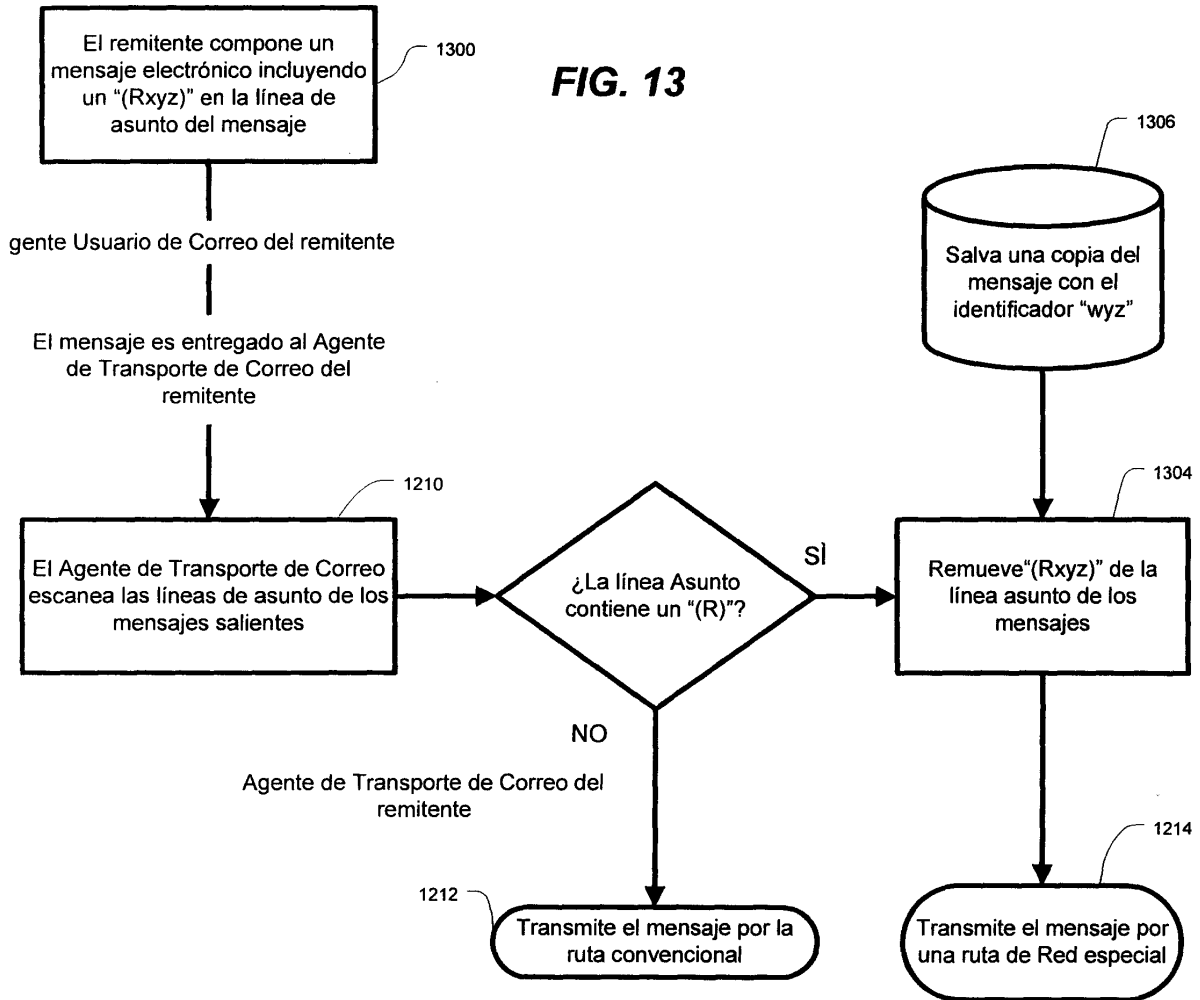 El remitente compone un
mensaje electrónico incluyendo
un “(Rxyz)” en la línea de
asunto del mensaje
1300
FIG. 13
1306
Salva una copia del
mensaje con el
identificador “wyz”
gente Usuario de Correo del remitente
El mensaje es entregado al Agente
de Transporte de Correo del
remitente
1210
El Agente de Transporte de Correo
escanea las líneas de asunto de los
mensajes salientes
¿La línea Asunto
contiene un “(R)”?
SÌ
1304
Remueve“(Rxyz)” de la
línea asunto de los
mensajes
NO
Agente de Transporte de Correo del
remitente
1212
Transmite el mensaje por la
ruta convencional
1214
Transmite el mensaje por
una ruta de Red especial